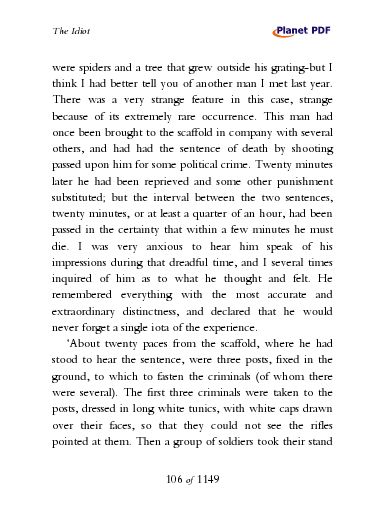 The Idiot
Planet PDF
were spiders and a tree that grew outside his grating-but I
think I had better tell you of another man I met last year.
There was a very strange feature in this case, strange
because of its extremely rare occurrence. This man had
once been brought to the scaffold in company with several
others, and had had the sentence of death by shooting
passed upon him for some political crime. Twenty minutes
later he had been reprieved and some other punishment
substituted; but the interval between the two sentences,
twenty minutes, or at least a quarter of an hour, had been
passed in the certainty that within a few minutes he must
die. I was very anxious to hear him speak of his
impressions during that dreadful time, and I several times
inquired of him as to what he thought and felt. He
remembered everything with the most accurate and
extraordinary distinctness, and declared that he would
never forget a single iota of the experience.
‘About twenty paces from the scaffold, where he had
stood to hear the sentence, were three posts, fixed in the
ground, to which to fasten the criminals (of whom there
were several). The first three criminals were taken to the
posts, dressed in long white tunics, with white caps drawn
over their faces, so that they could not see the rifles
pointed at them. Then a group of soldiers took their stand
106 of 1149